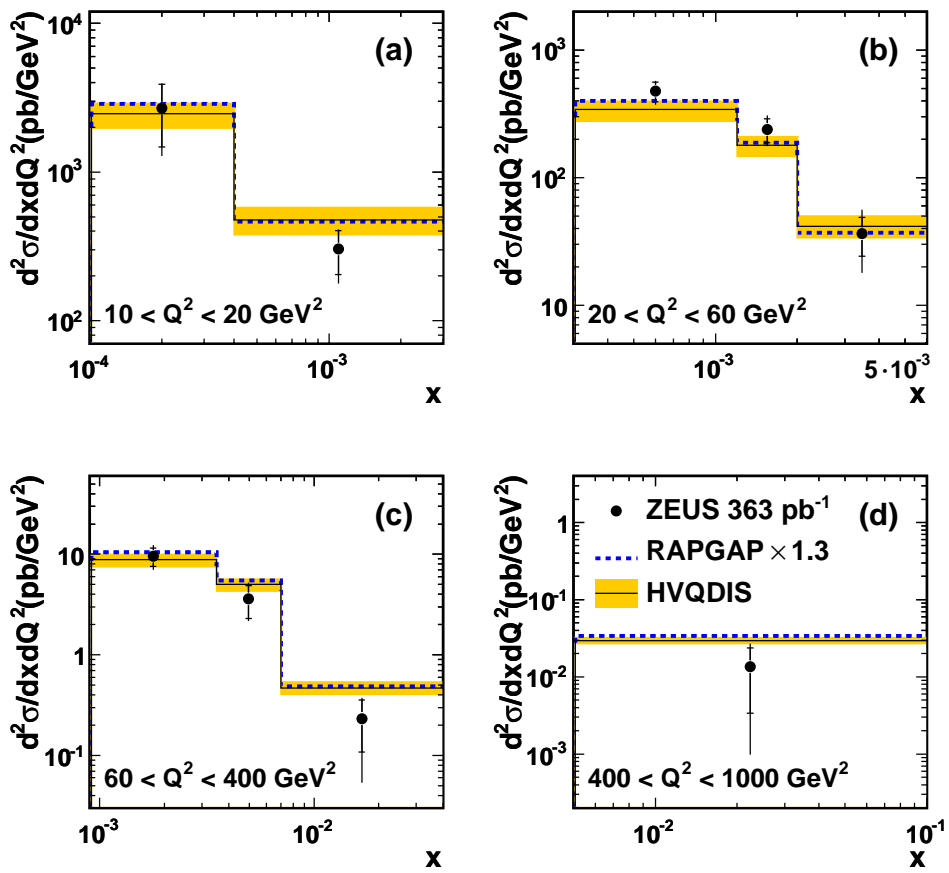 d²σ/dxdQ²(pb/GeV²)
10⁴
10³
10²
(a)
10 < Q² < 20 GeV²
10⁻⁴
10⁻³
x
d²σ/dxdQ²(pb/GeV²)
10³
10²
10
(b)
20 < Q² < 60 GeV²
10⁻³
5·10⁻³
x
d²σ/dxdQ²(pb/GeV²)
10
1
10⁻¹
(c)
60 < Q² < 400 GeV²
10⁻³
10⁻²
x
d²σ/dxdQ²(pb/GeV²)
1
10⁻¹
10⁻²
10⁻³
(d)
ZEUS 363 pb⁻¹
RAPGAP × 1.3
HVQDIS
400 < Q² < 1000 GeV²
10⁻²
10⁻¹
x